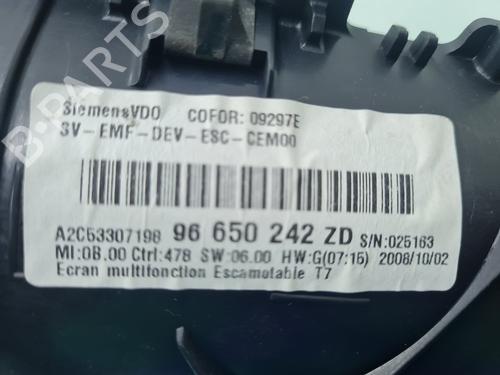 B-PARTS
SiemensVDO COFOR: 09297E
SV-EMF-DEV-ESC-CEM00
A2C53307198 96 650 242 ZD S/N:025163
MI:0B.00 Ctrl:478 SW:06.00 HW:G(07:15) 2008/10/02
Ecran multifonction Escamotable T7